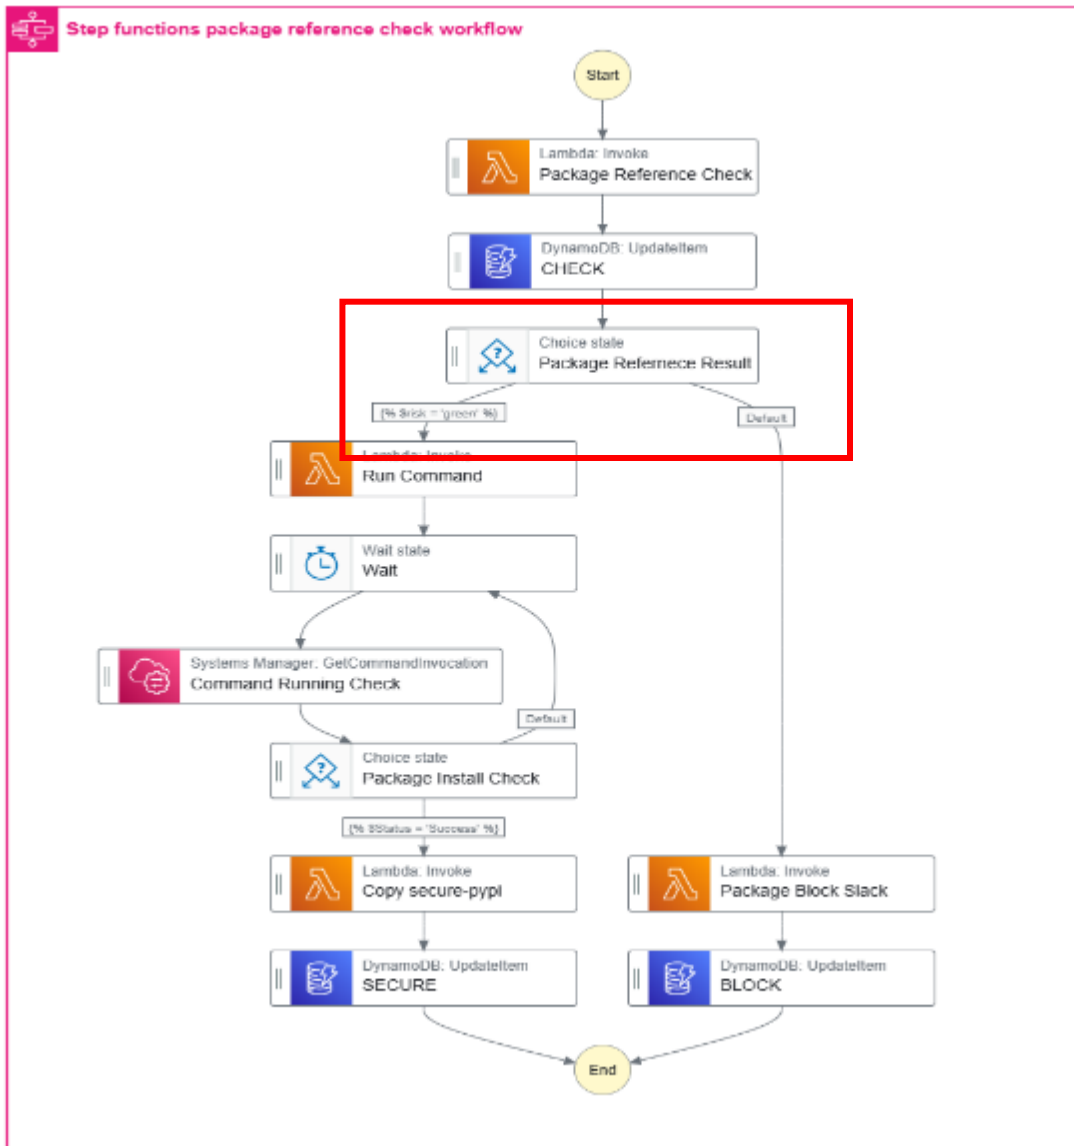 Step functions package reference check workflow
Start
Lambda: Invoke
Package Reference Check
DynamoDB: UpdateItem
CHECK
Choice state
Package Refernece Result
{% $risk = 'green' %}
Default
Lambda: Invoke
Run Command
Wait state
Wait
Systems Manager: GetCommandInvocation
Command Running Check
Default
Choice state
Package Install Check
{% $Status = 'Success' %}
Lambda: Invoke
Copy secure-pypi
Lambda: Invoke
Package Block Slack
DynamoDB: UpdateItem
SECURE
DynamoDB: UpdateItem
BLOCK
End